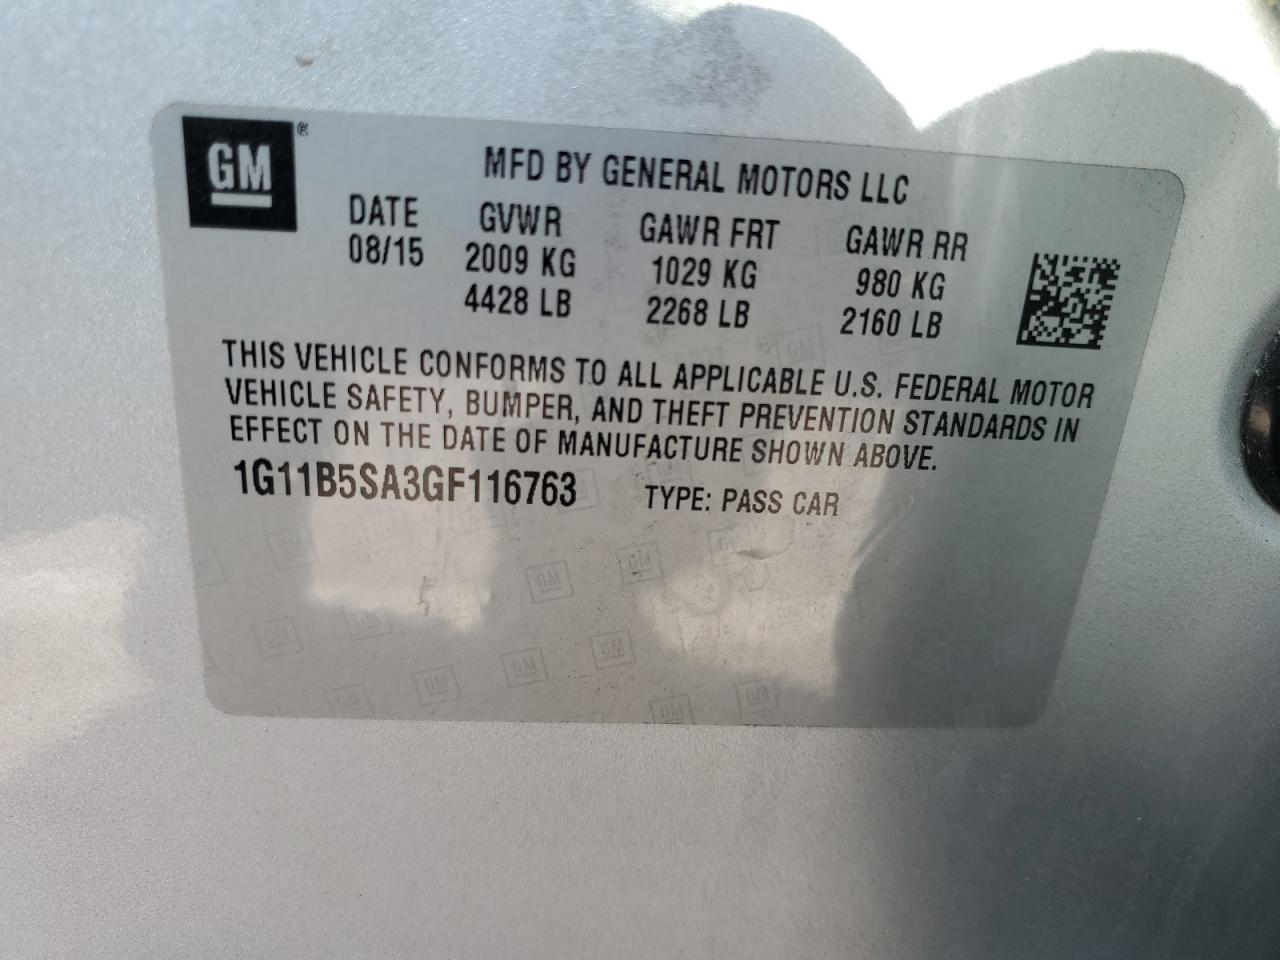 GM ® MFD BY GENERAL MOTORS LLC
DATE GVWR GAWR FRT GAWR RR
08/15 2009 KG 1029 KG 980 KG
4428 LB 2268 LB 2160 LB
THIS VEHICLE CONFORMS TO ALL APPLICABLE U.S. FEDERAL MOTOR
VEHICLE SAFETY, BUMPER, AND THEFT PREVENTION STANDARDS IN
EFFECT ON THE DATE OF MANUFACTURE SHOWN ABOVE.
1G11B5SA3GF116763 TYPE: PASS CAR